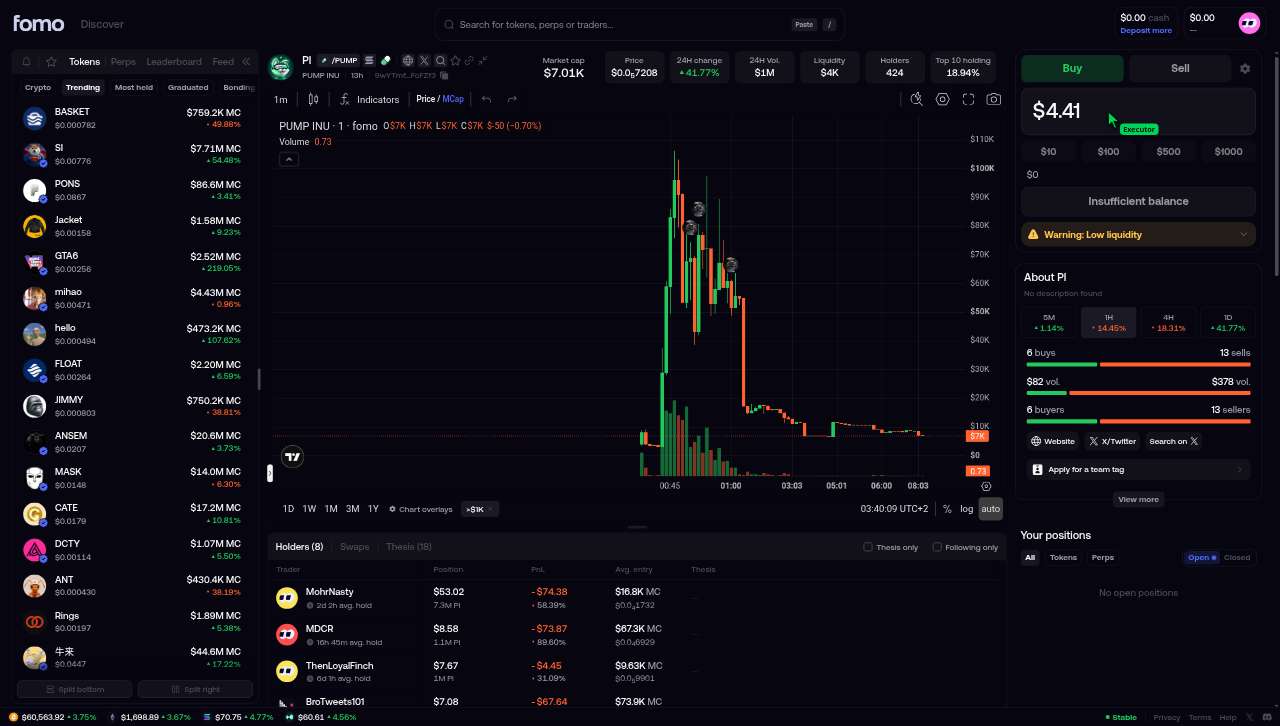 fomo
Discover
Search for tokens, perps or traders...
Paste
/
$0.00 cash
Deposit more
$0.00
—
Tokens Perps Leaderboard Feed
Crypto Trending Most held Graduated Bonding
BASKET $759.2K MC
$0.000782 49.88%
SI $7.71M MC
$0.00776 54.48%
PONS $86.6M MC
$0.0867 3.41%
Jacket $1.58M MC
$0.00158 9.23%
GTA6 $2.52M MC
$0.00256 219.05%
mihao $4.43M MC
$0.00471 0.96%
hello $473.2K MC
$0.000494 107.62%
FLOAT $2.20M MC
$0.00264 6.59%
JIMMY $750.2K MC
$0.000803 38.81%
ANSEM $20.6M MC
$0.0207 3.73%
MASK $14.0M MC
$0.0148 6.30%
CATE $17.2M MC
$0.0179 10.81%
DCTY $1.07M MC
$0.00114 5.50%
ANT $430.4K MC
$0.000430 38.19%
Rings $1.89M MC
$0.00197 5.38%
牛来 $44.6M MC
$0.0447 17.22%
Split bottom
Split right
PI /PUMP
PUMP INU 13h
Market cap
$7.01K
Price
$0.0₅7208
24H change
41.77%
24H Vol.
$1M
Liquidity
$4K
Holders
424
Top 10 holding
18.94%
1m Indicators Price / MCap
PUMP INU · 1 · fomo O$7K H$7K L$7K C$7K $-50 (−0.70%)
Volume 0.73
$110K
$100K
$90K
$80K
$70K
$60K
$50K
$40K
$30K
$20K
$10K
$7K
$0
0.73
00:45 01:00 03:03 05:01 06:00 08:03
1D 1W 1M 3M 1Y Chart overlays >$1K
03:40:09 UTC+2 % log auto
Holders (8) Swaps Thesis (18)
Thesis only Following only
Trader Position PnL Avg. entry Thesis
MohrNasty $53.02 -$74.38 $16.8K MC
2d 2h avg. hold 7.3M PI 58.39% $0.0₄1732
MDCR $8.58 -$73.87 $67.3K MC
16h 45m avg. hold 1.1M PI 89.60% $0.0₄6929
ThenLoyalFinch $7.67 -$4.45 $9.63K MC
6d 1h avg. hold 1M PI 31.09% $0.0₅9901
BroTweets101 $7.08 -$67.64 $73.9K MC
Buy
Sell
$4.41
Executor
$10 $100 $500 $1000
$0
Insufficient balance
Warning: Low liquidity
About PI
No description found
5M 1H 4H 1D
1.14% 14.45% 18.31% 41.77%
6 buys 13 sells
$82 vol. $378 vol.
6 buyers 13 sellers
Website X/Twitter Search on X
Apply for a team tag
View more
Your positions
All Tokens Perps Open Closed
No open positions
$60,563.92 3.75% $1,698.89 3.67% $70.75 4.77% $60.61 4.56%
Stable Privacy Terms Help